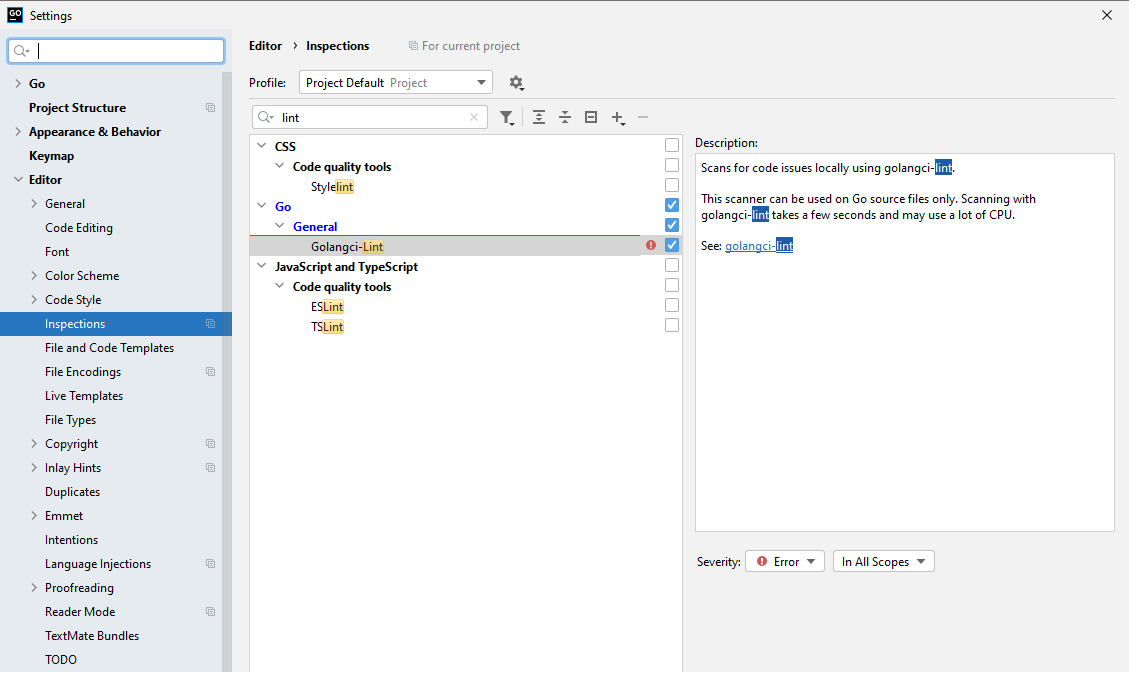 GO Settings
Go
Project Structure
Appearance & Behavior
Keymap
Editor
General
Code Editing
Font
Color Scheme
Code Style
Inspections
File and Code Templates
File Encodings
Live Templates
File Types
Copyright
Inlay Hints
Duplicates
Emmet
Intentions
Language Injections
Proofreading
Reader Mode
TextMate Bundles
TODO
Editor › Inspections For current project
Profile: Project Default Project
lint
CSS
Code quality tools
Stylelint
Go
General
Golangci-Lint
JavaScript and TypeScript
Code quality tools
ESLint
TSLint
Description:
Scans for code issues locally using golangci-lint.
This scanner can be used on Go source files only. Scanning with
golangci-lint takes a few seconds and may use a lot of CPU.
See: golangci-lint
Severity: Error In All Scopes